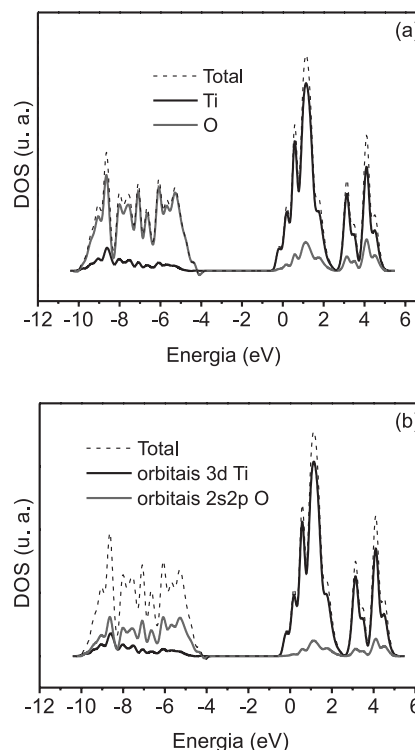 (a)
Total
Ti
O
DOS (u. a.)
-12 -10 -8 -6 -4 -2 0 2 4 6
Energia (eV)
(b)
Total
orbitais 3d Ti
orbitais 2s2p O
DOS (u. a.)
-12 -10 -8 -6 -4 -2 0 2 4 6
Energia (eV)